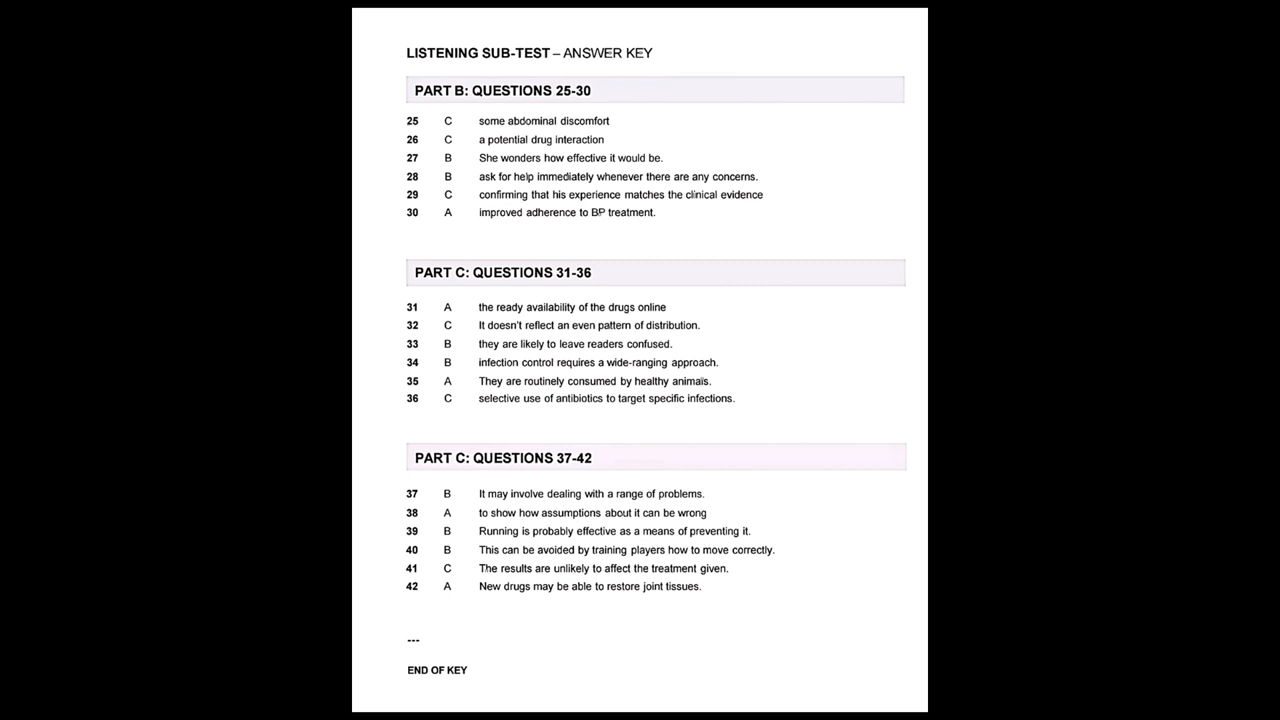 LISTENING SUB-TEST – ANSWER KEY
PART B: QUESTIONS 25-30
25 C some abdominal discomfort
26 C a potential drug interaction
27 B She wonders how effective it would be.
28 B ask for help immediately whenever there are any concerns.
29 C confirming that his experience matches the clinical evidence
30 A improved adherence to BP treatment.
PART C: QUESTIONS 31-36
31 A the ready availability of the drugs online
32 C It doesn't reflect an even pattern of distribution.
33 B they are likely to leave readers confused.
34 B infection control requires a wide-ranging approach.
35 A They are routinely consumed by healthy animals.
36 C selective use of antibiotics to target specific infections.
PART C: QUESTIONS 37-42
37 B It may involve dealing with a range of problems.
38 A to show how assumptions about it can be wrong
39 B Running is probably effective as a means of preventing it.
40 B This can be avoided by training players how to move correctly.
41 C The results are unlikely to affect the treatment given.
42 A New drugs may be able to restore joint tissues.
---
END OF KEY